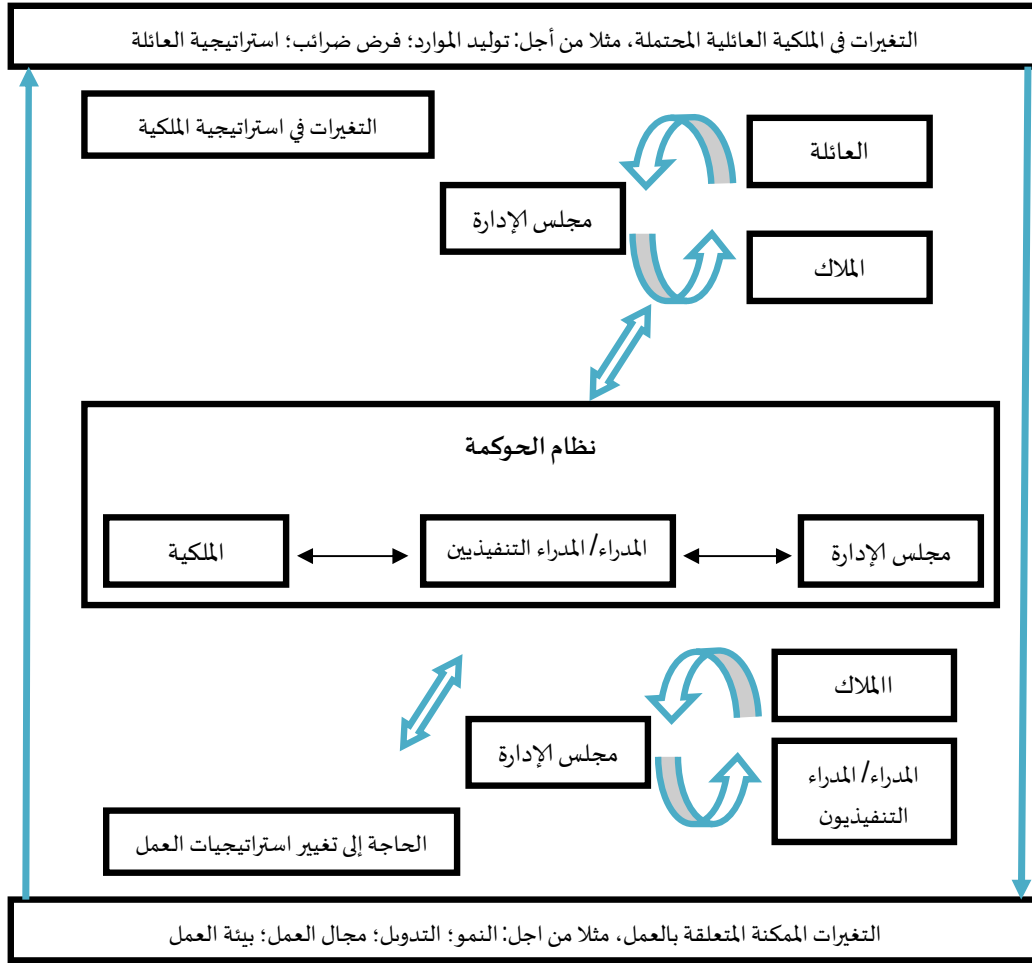 التغيرات في الملكية العائلية المحتملة، مثلا من أجل: توليد الموارد؛ فرض ضرائب؛ استراتيجية العائلة
التغيرات في استراتيجية الملكية
العائلة
مجلس الإدارة
الملاك
نظام الحوكمة
مجلس الإدارة
المدراء/ المدراء التنفيذيين
الملكية
االملاك
مجلس الإدارة
المدراء/ المدراء
التنفيذيون
الحاجة إلى تغيير استراتيجيات العمل
التغيرات الممكنة المتعلقة بالعمل، مثلا من اجل: النمو؛ التدويل؛ مجال العمل؛ بيئة العمل